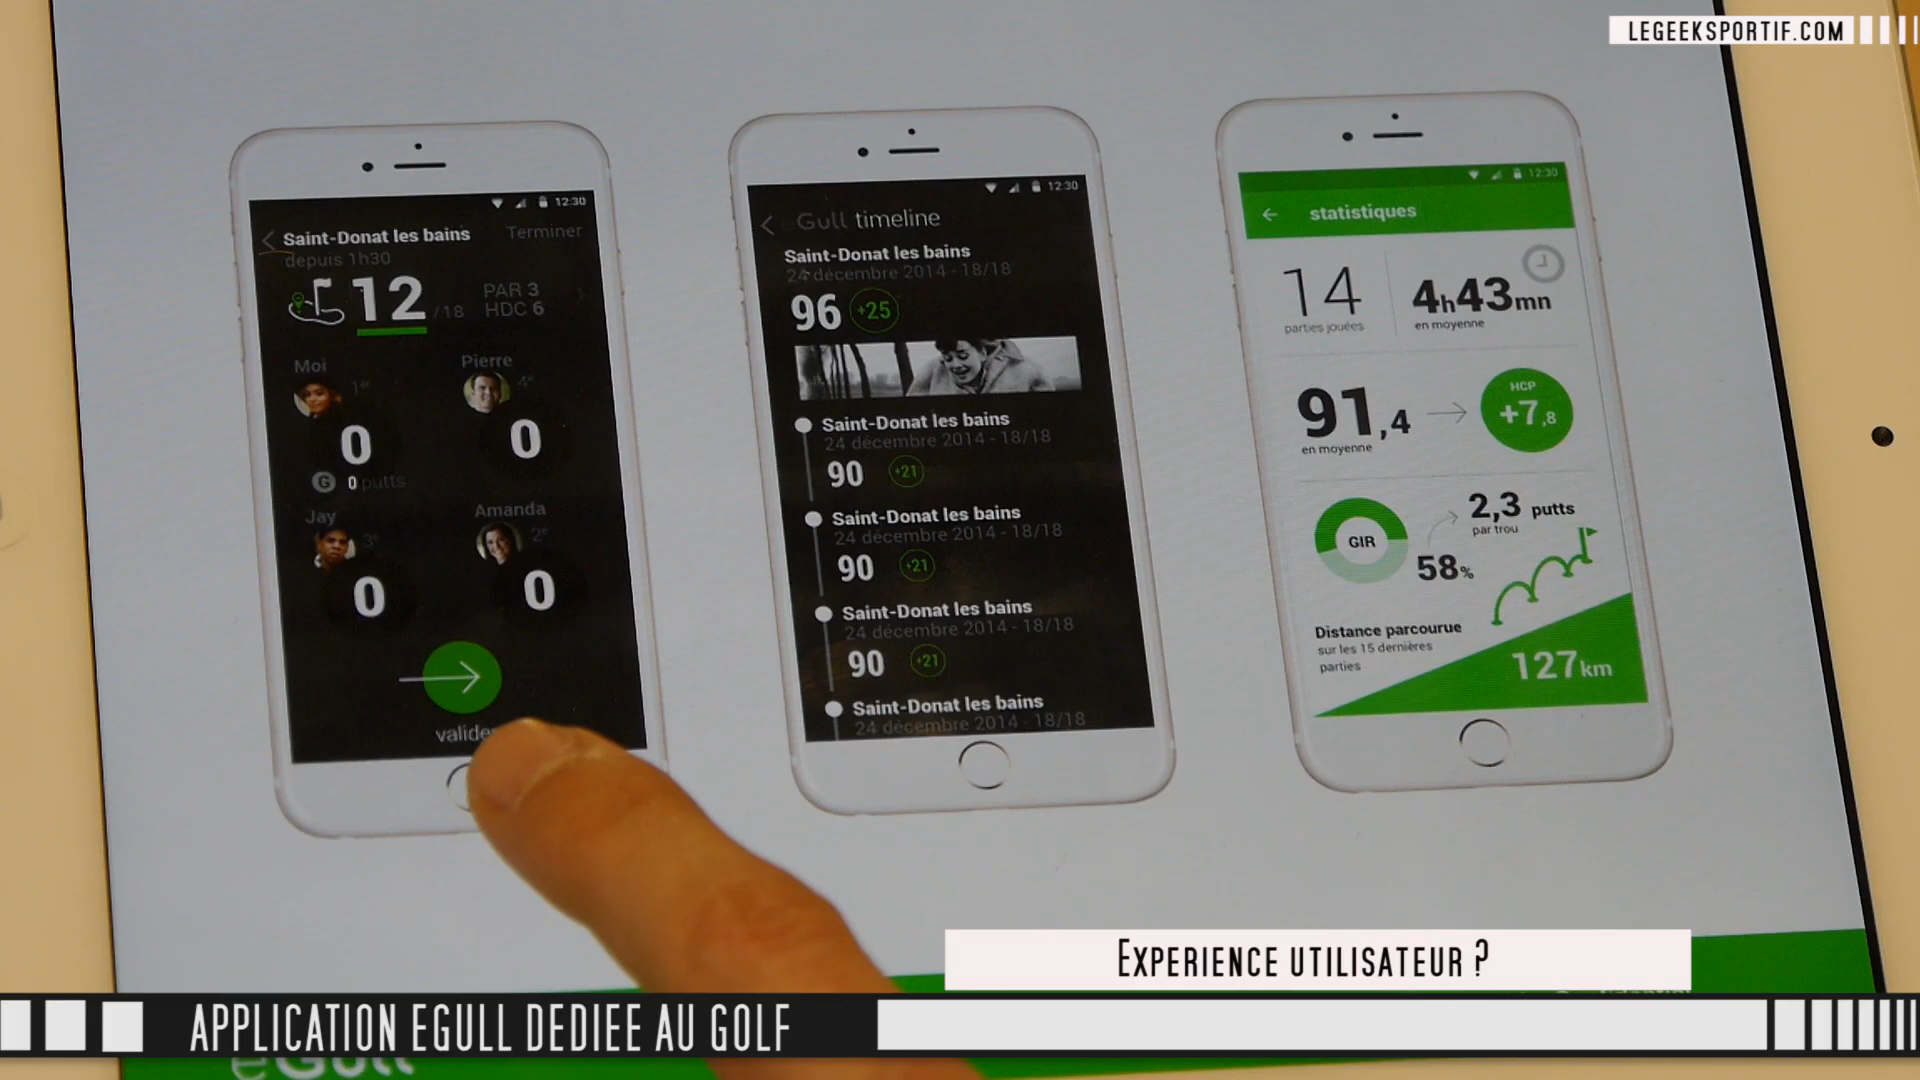 LEGEEKSPORTIF.COM
12:30
Saint-Donat les bains
Terminer
depuis 1h30
12 /18
PAR 3
HDC 6
Moi
1er
0
G 0 putts
Pierre
4e
0
Jay
3e
0
Amanda
2e
0
12:30
Gull timeline
Saint-Donat les bains
24 décembre 2014 - 18/18
96 +25
Saint-Donat les bains
24 décembre 2014 - 18/18
90 +21
Saint-Donat les bains
24 décembre 2014 - 18/18
90 +21
Saint-Donat les bains
24 décembre 2014 - 18/18
90 +21
Saint-Donat les bains
24 décembre 2014 - 18/18
12:30
statistiques
14
parties jouées
4h43mn
en moyenne
91,4
en moyenne
HCP
+7,8
GIR
58%
2,3 putts
par trou
Distance parcourue
sur les 15 dernières
parties
127km
EXPERIENCE UTILISATEUR ?
APPLICATION EGULL DEDIEE AU GOLF
eGull